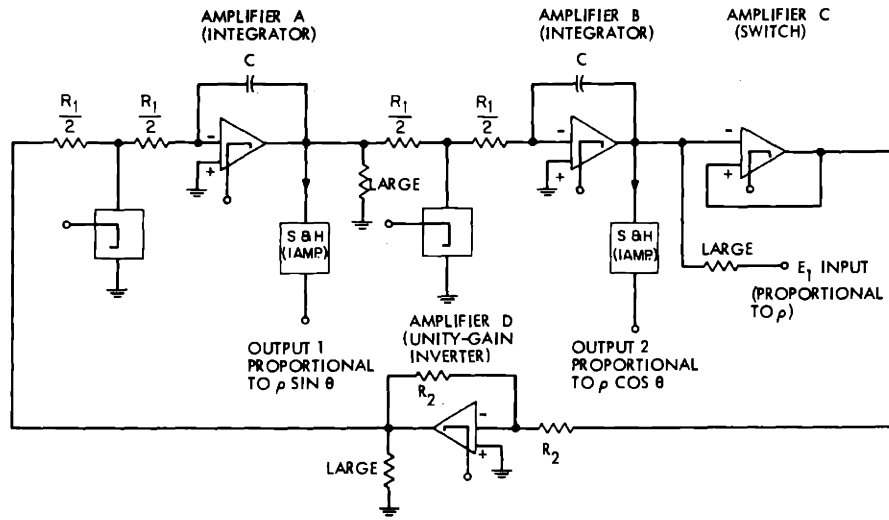 AMPLIFIER A
(INTEGRATOR)
AMPLIFIER B
(INTEGRATOR)
AMPLIFIER C
(SWITCH)
C
C
R1
2
R1
2
R1
2
R1
2
-
+
-
+
-
+
LARGE
S & H
(1AMP.)
S & H
(1AMP.)
LARGE
E1 INPUT
(PROPORTIONAL
TO ρ)
OUTPUT 1
PROPORTIONAL
TO ρ SIN θ
AMPLIFIER D
(UNITY-GAIN
INVERTER)
OUTPUT 2
PROPORTIONAL
TO ρ COS θ
R2
-
+
R2
LARGE